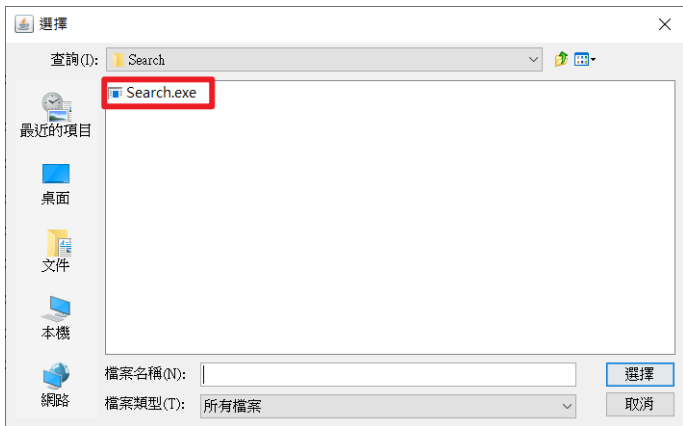 選擇
查詢(I): Search
Search.exe
最近的項目
桌面
文件
本機
網路
檔案名稱(N):
選擇
檔案類型(T): 所有檔案
取消